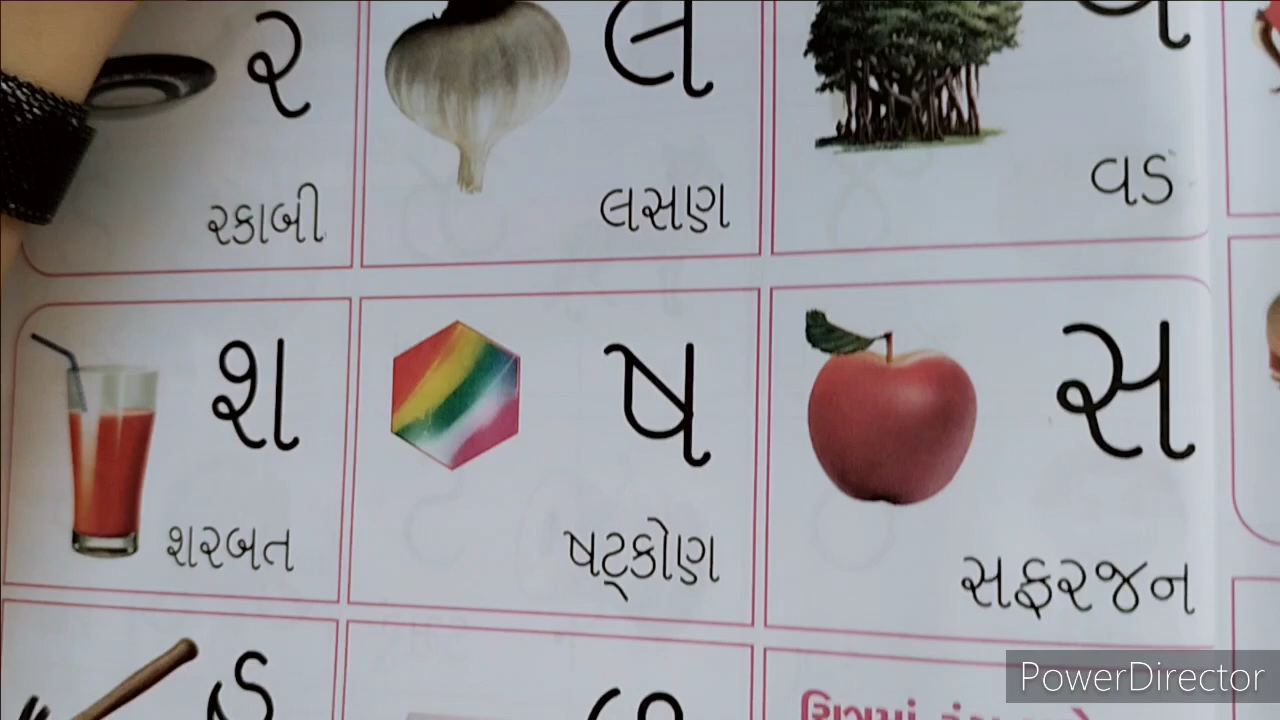 ર
લ
વ
રકાબી
લસણ
વડ
શ
ષ
સ
શરબત
ષટ્કોણ
સફરજન
હ
PowerDirector